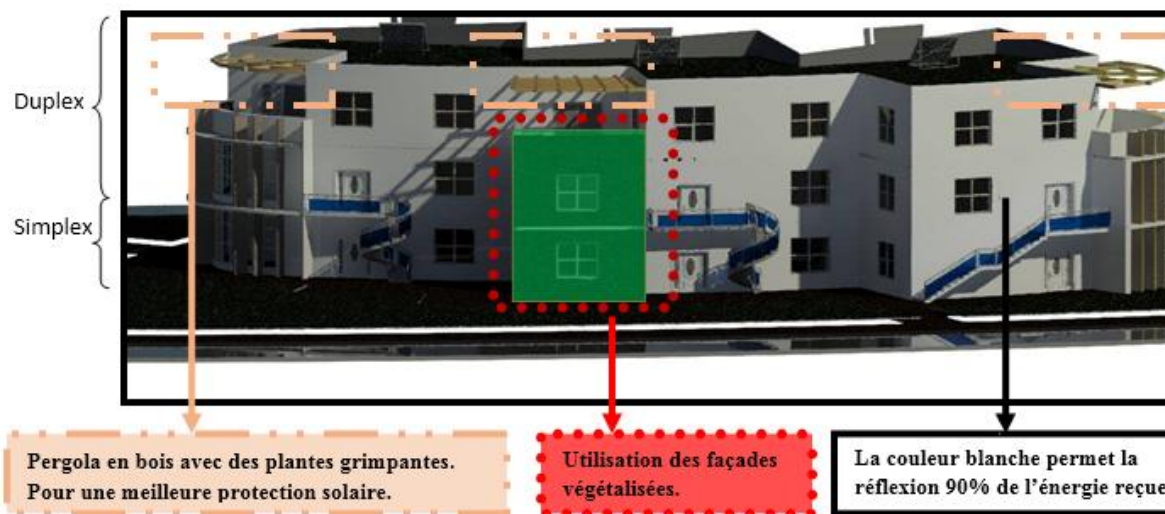 Duplex
Simplex
Pergola en bois avec des plantes grimpantes.
Pour une meilleure protection solaire.
Utilisation des façades
végétalisées.
La couleur blanche permet la
réflexion 90% de l’énergie reçue